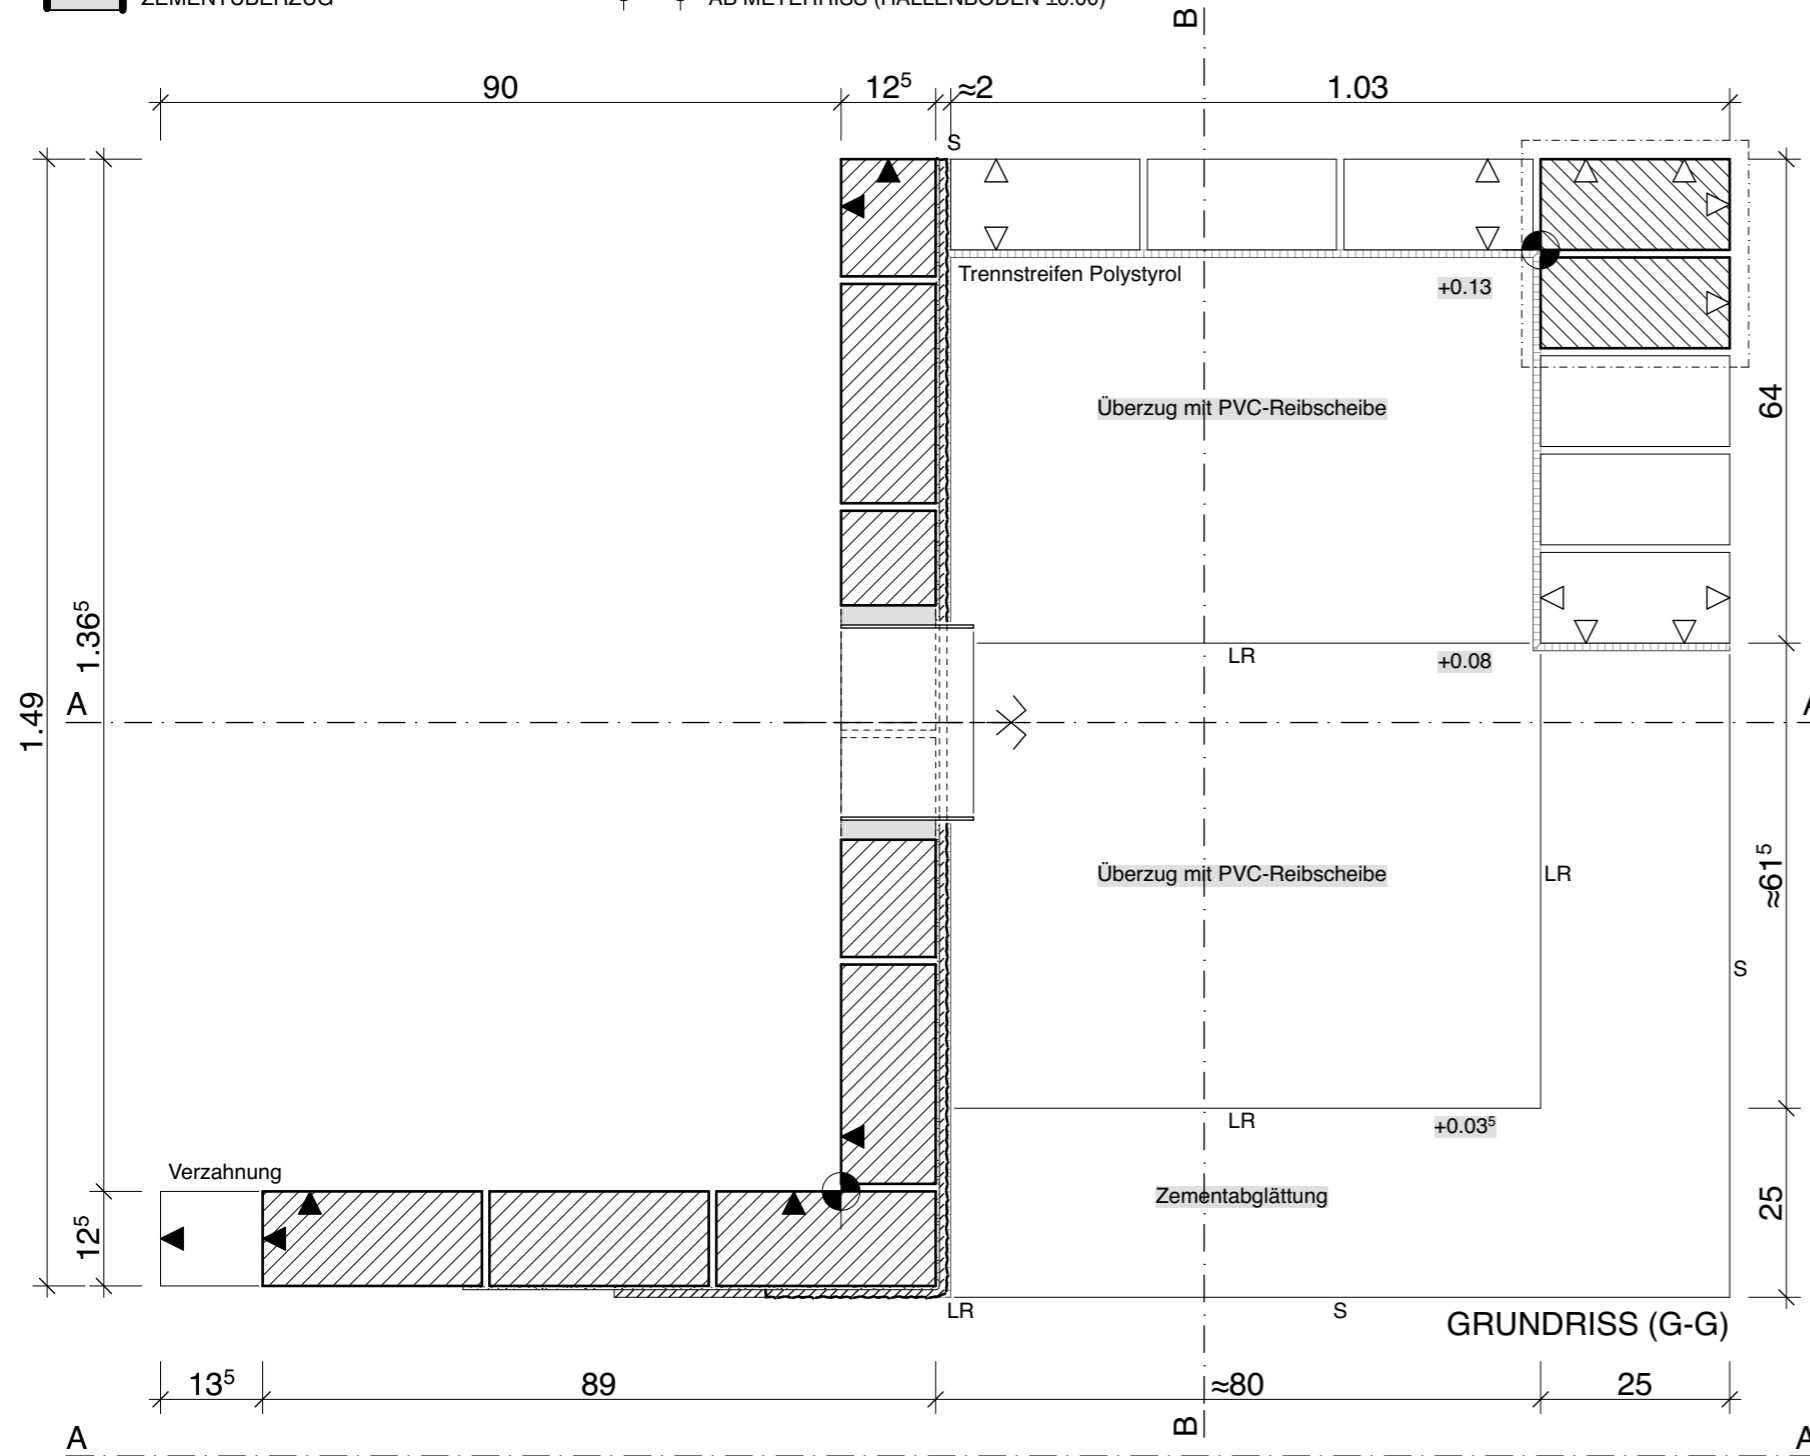 ZEMENTÜBERZUG
AB METERRISS (HALLENBODEN ±0.00)
B
90
12⁵
≈2
1.03
S
Trennstreifen Polystyrol
+0.13
Überzug mit PVC-Reibscheibe
64
1.36⁵
LR
+0.08
1.49
A
A
Überzug mit PVC-Reibscheibe
LR
≈61⁵
S
LR
+0.03⁵
Verzahnung
Zementabglättung
12⁵
25
LR
S
GRUNDRISS (G-G)
13⁵
89
≈80
25
B
A
A